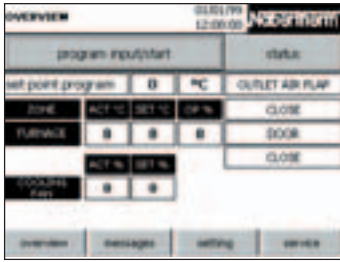 OVERVIEW
01/01/99
12:00:00
Nabertherm
program input/start
status
set point program 0 °C
OUTLET AIR FLAP
ZONE ACT °C SET °C OP %
CLOSE
FURNACE 0 0 0
DOOR
CLOSE
ACT % SET %
COOLING FAN 0 0
overview messages setting service